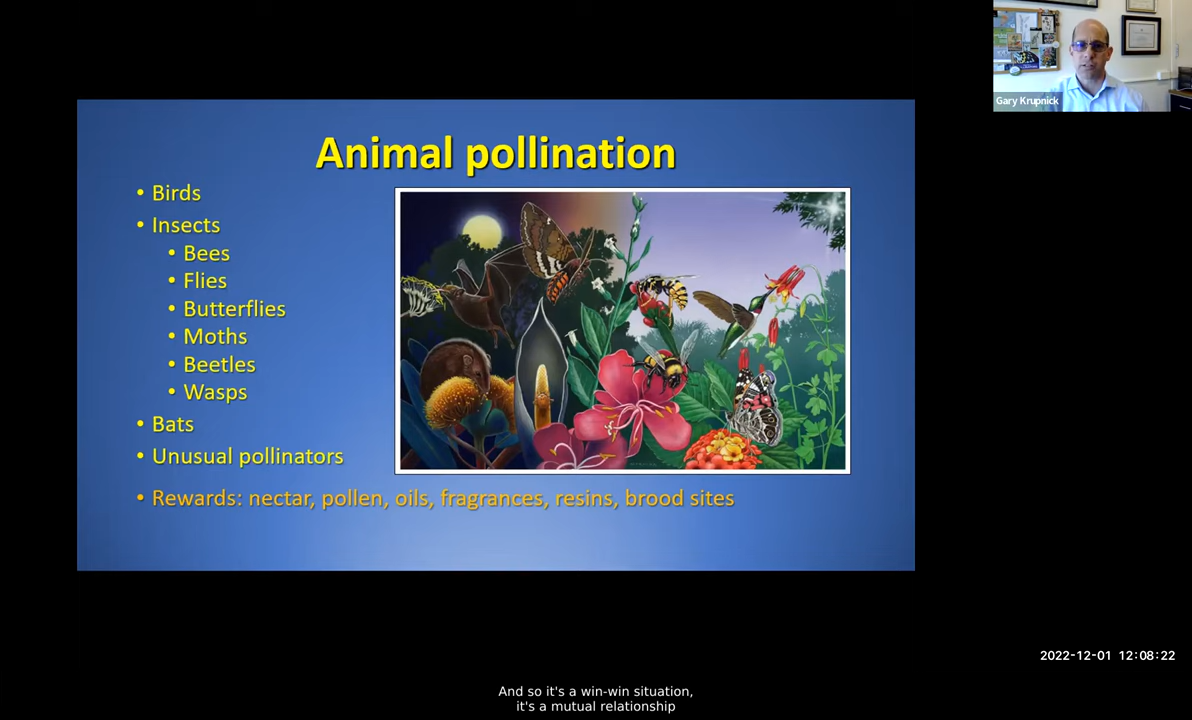 Gary Krupnick
Animal pollination
• Birds
• Insects
• Bees
• Flies
• Butterflies
• Moths
• Beetles
• Wasps
• Bats
• Unusual pollinators
• Rewards: nectar, pollen, oils, fragrances, resins, brood sites
2022-12-01 12:08:22
And so it's a win-win situation,
it's a mutual relationship